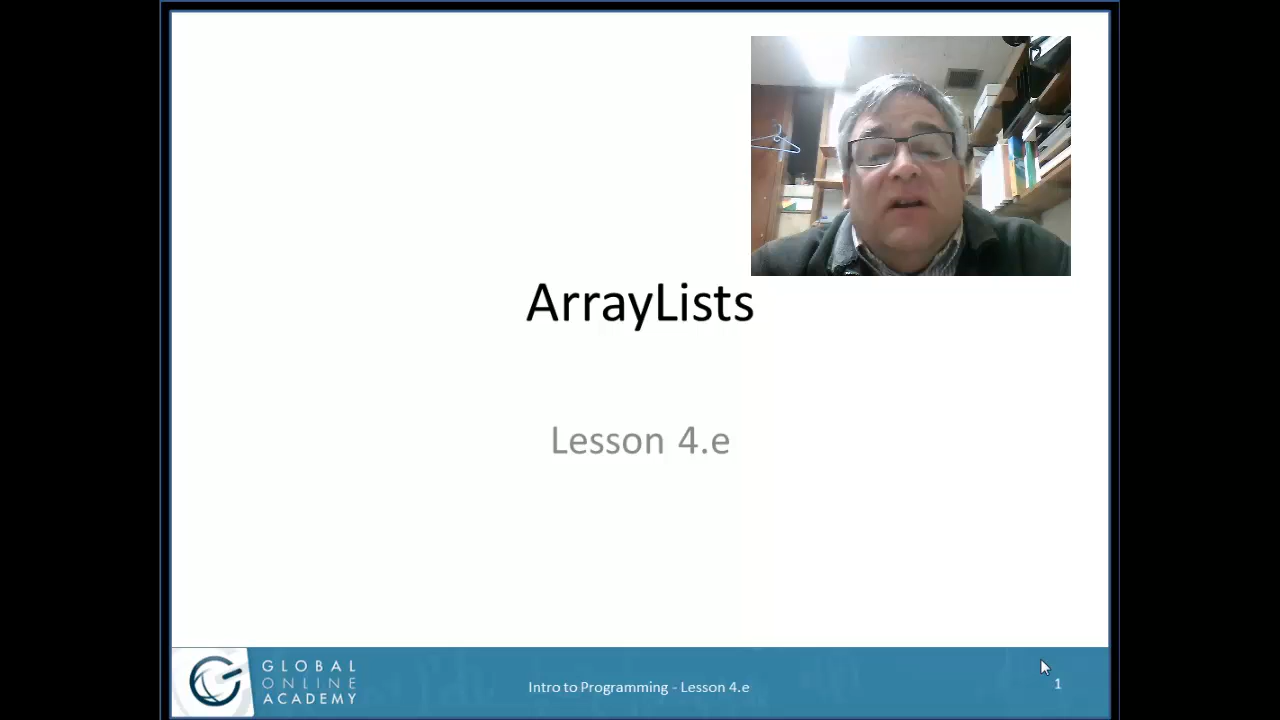 ArrayLists
Lesson 4.e
GLOBAL
ONLINE
ACADEMY
Intro to Programming - Lesson 4.e
1